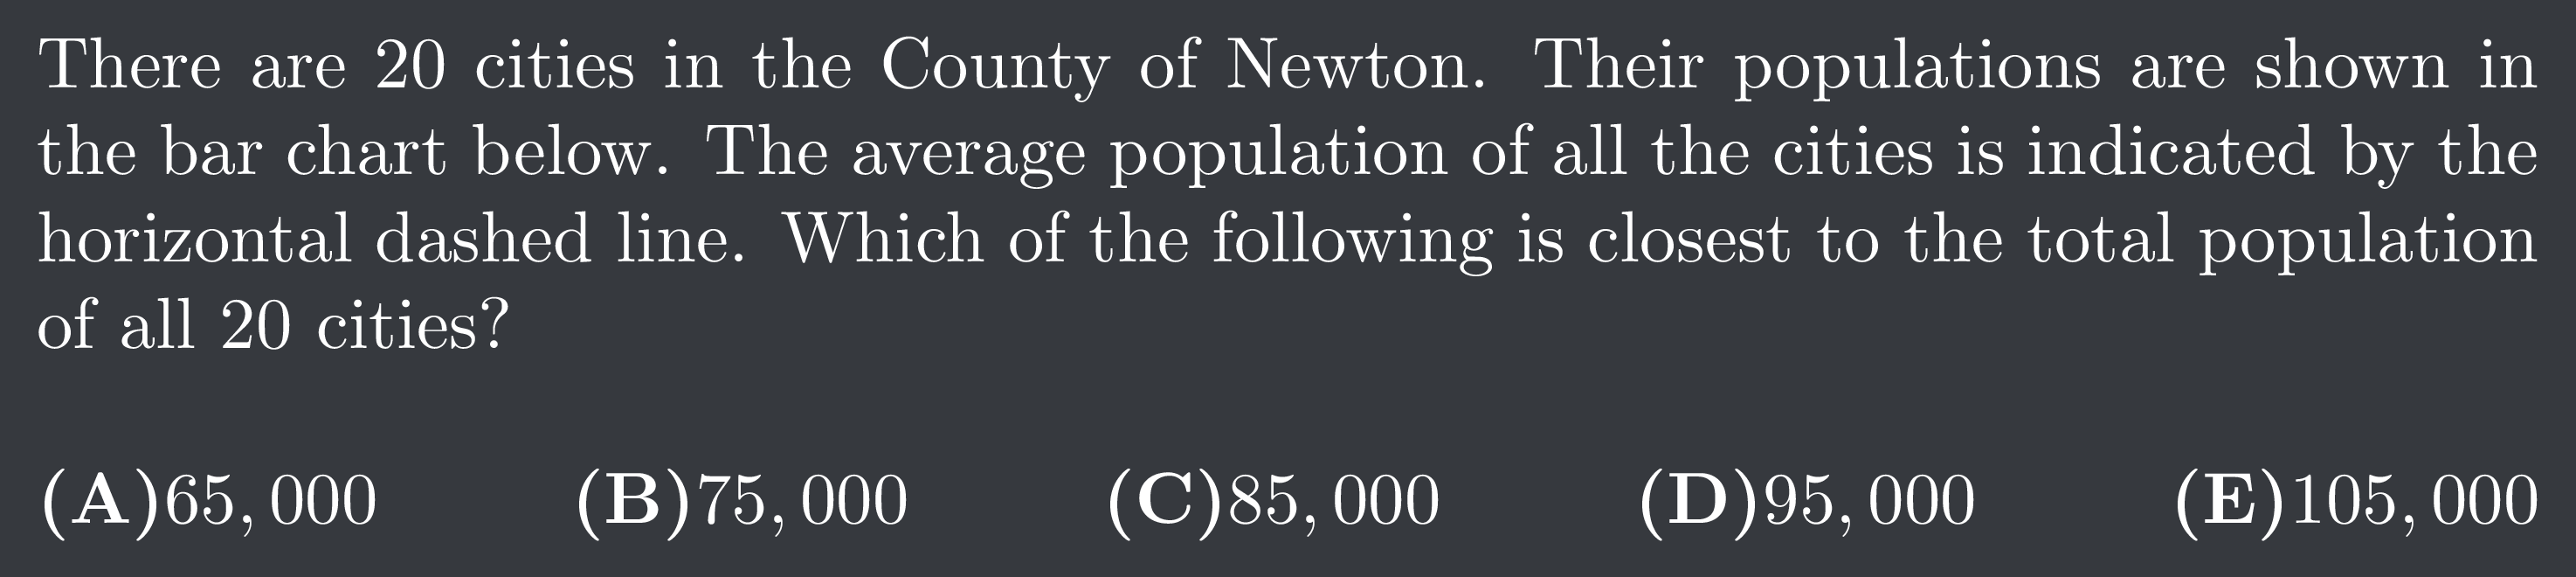 There are 20 cities in the County of Newton. Their populations are shown in
the bar chart below. The average population of all the cities is indicated by the
horizontal dashed line. Which of the following is closest to the total population
of all 20 cities?
(A)65, 000 (B)75, 000 (C)85, 000 (D)95, 000 (E)105, 000